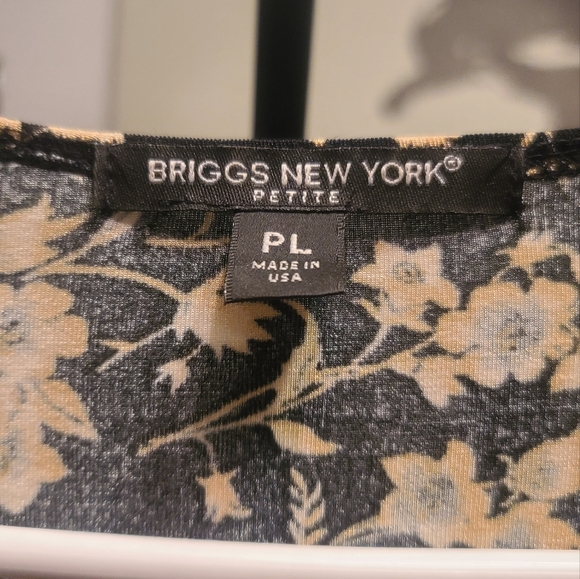 BRIGGS NEW YORK®
PETITE
PL
MADE IN
USA